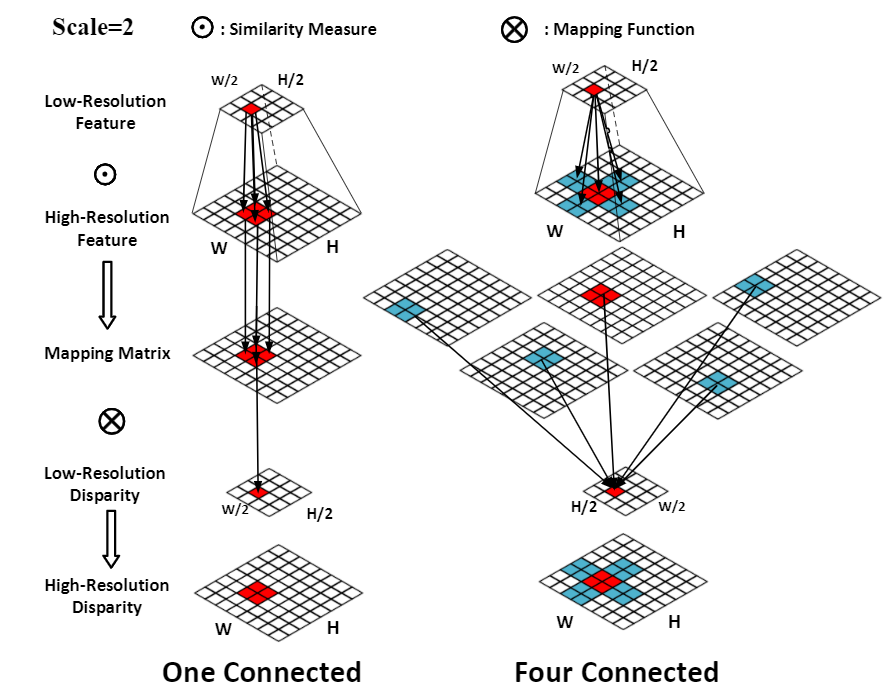 Scale=2
⊙ : Similarity Measure
⊗ : Mapping Function
W/2
H/2
W/2
H/2
Low-Resolution
Feature
⊙
High-Resolution
Feature
W
H
W
H
Mapping Matrix
⊗
Low-Resolution
Disparity
W/2
H/2
H/2
W/2
High-Resolution
Disparity
W
H
W
H
One Connected
Four Connected